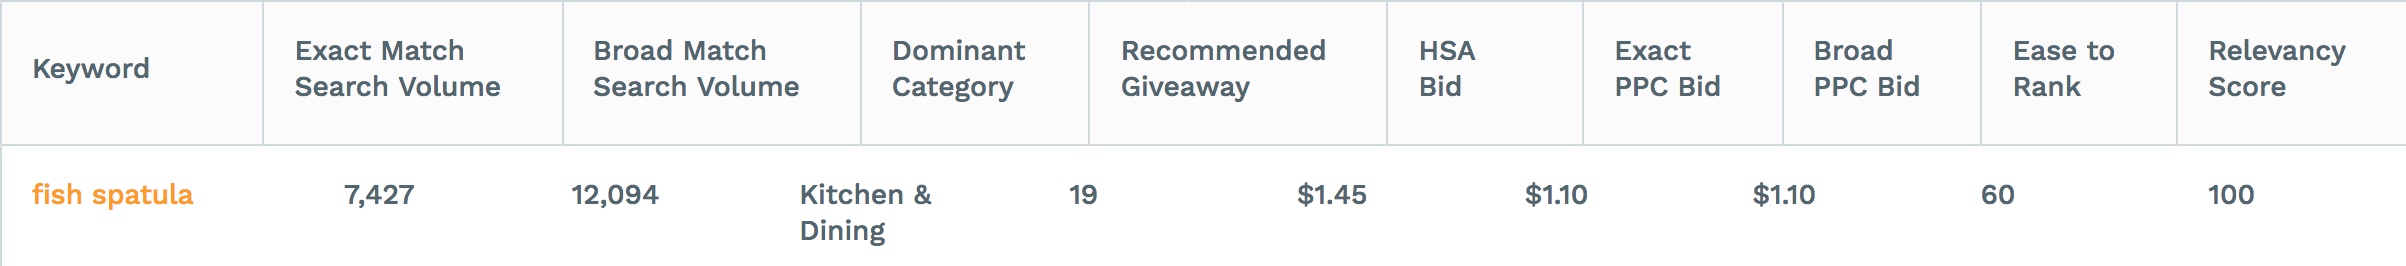 Keyword
Exact Match
Search Volume
Broad Match
Search Volume
Dominant
Category
Recommended
Giveaway
HSA
Bid
Exact
PPC Bid
Broad
PPC Bid
Ease to
Rank
Relevancy
Score
fish spatula
7,427
12,094
Kitchen &
Dining
19
$1.45
$1.10
$1.10
60
100